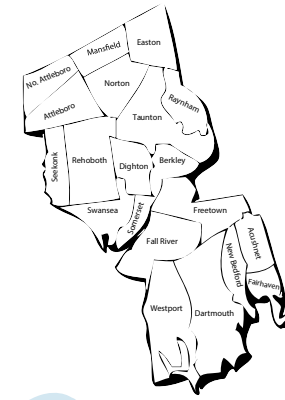 Easton
Mansfield
No. Attleboro
Norton
Raynham
Attleboro
Taunton
Seekonk
Rehoboth
Dighton
Berkley
Swansea
Somerset
Freetown
Fall River
Acushnet
New Bedford
Fairhaven
Westport
Dartmouth